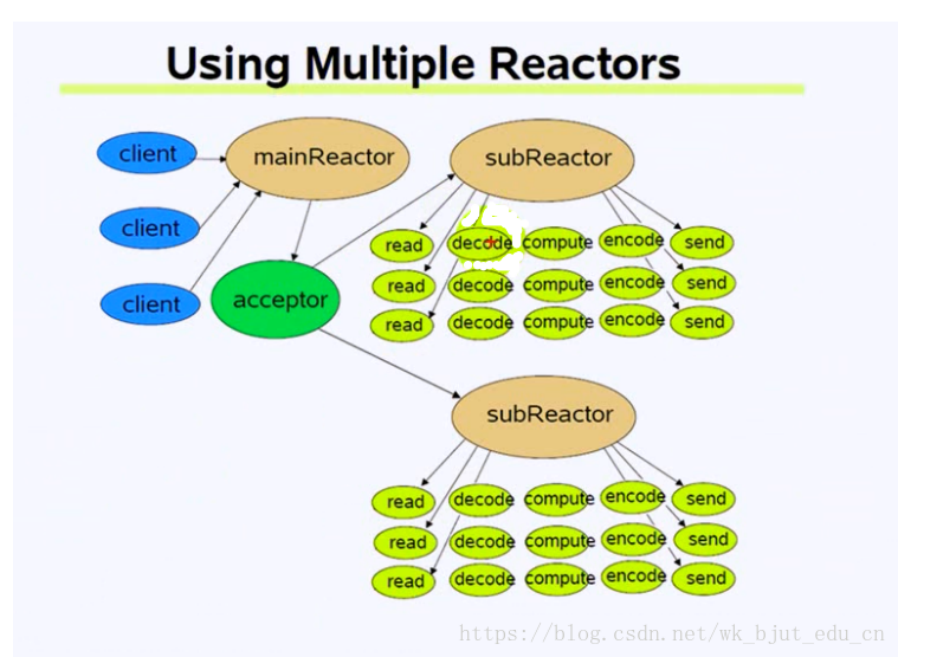 Using Multiple Reactors
client
mainReactor
subReactor
client
read decode compute encode send
acceptor
client
read decode compute encode send
read decode compute encode send
subReactor
read decode compute encode send
read decode compute encode send
read decode compute encode send
https://blog.csdn.net/wk_bjut_edu_cn